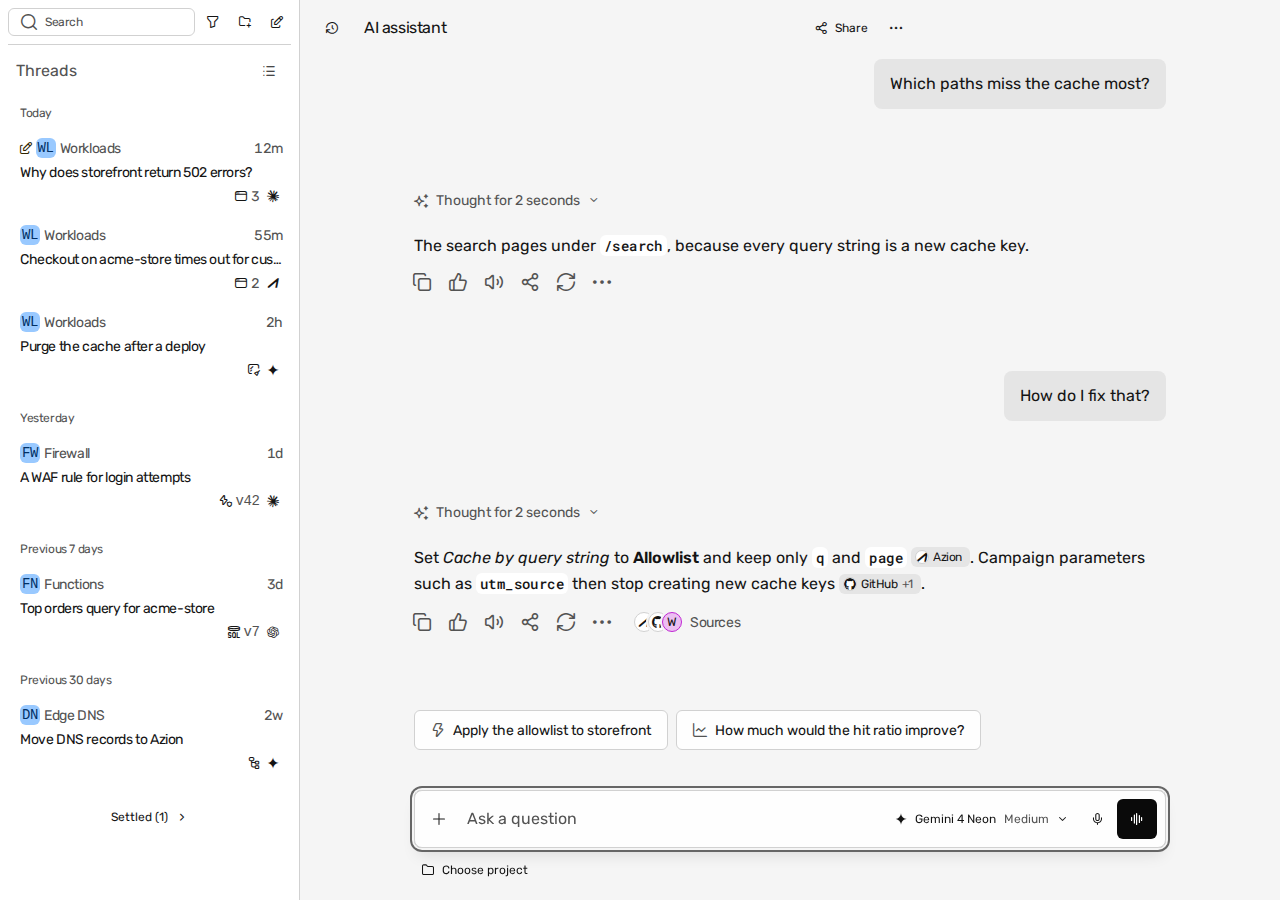 Search
Threads
Today
WL Workloads 12m
Why does storefront return 502 errors?
3
WL Workloads 55m
Checkout on acme-store times out for cus...
2
WL Workloads 2h
Purge the cache after a deploy
Yesterday
FW Firewall 1d
A WAF rule for login attempts
v42
Previous 7 days
FN Functions 3d
Top orders query for acme-store
v7
Previous 30 days
DN Edge DNS 2w
Move DNS records to Azion
Settled (1)
AI assistant
Share
Which paths miss the cache most?
Thought for 2 seconds
The search pages under /search, because every query string is a new cache key.
How do I fix that?
Thought for 2 seconds
Set Cache by query string to Allowlist and keep only q and page Azion. Campaign parameters
such as utm_source then stop creating new cache keys GitHub +1.
W Sources
Apply the allowlist to storefront
How much would the hit ratio improve?
Ask a question
Gemini 4 Neon Medium
Choose project